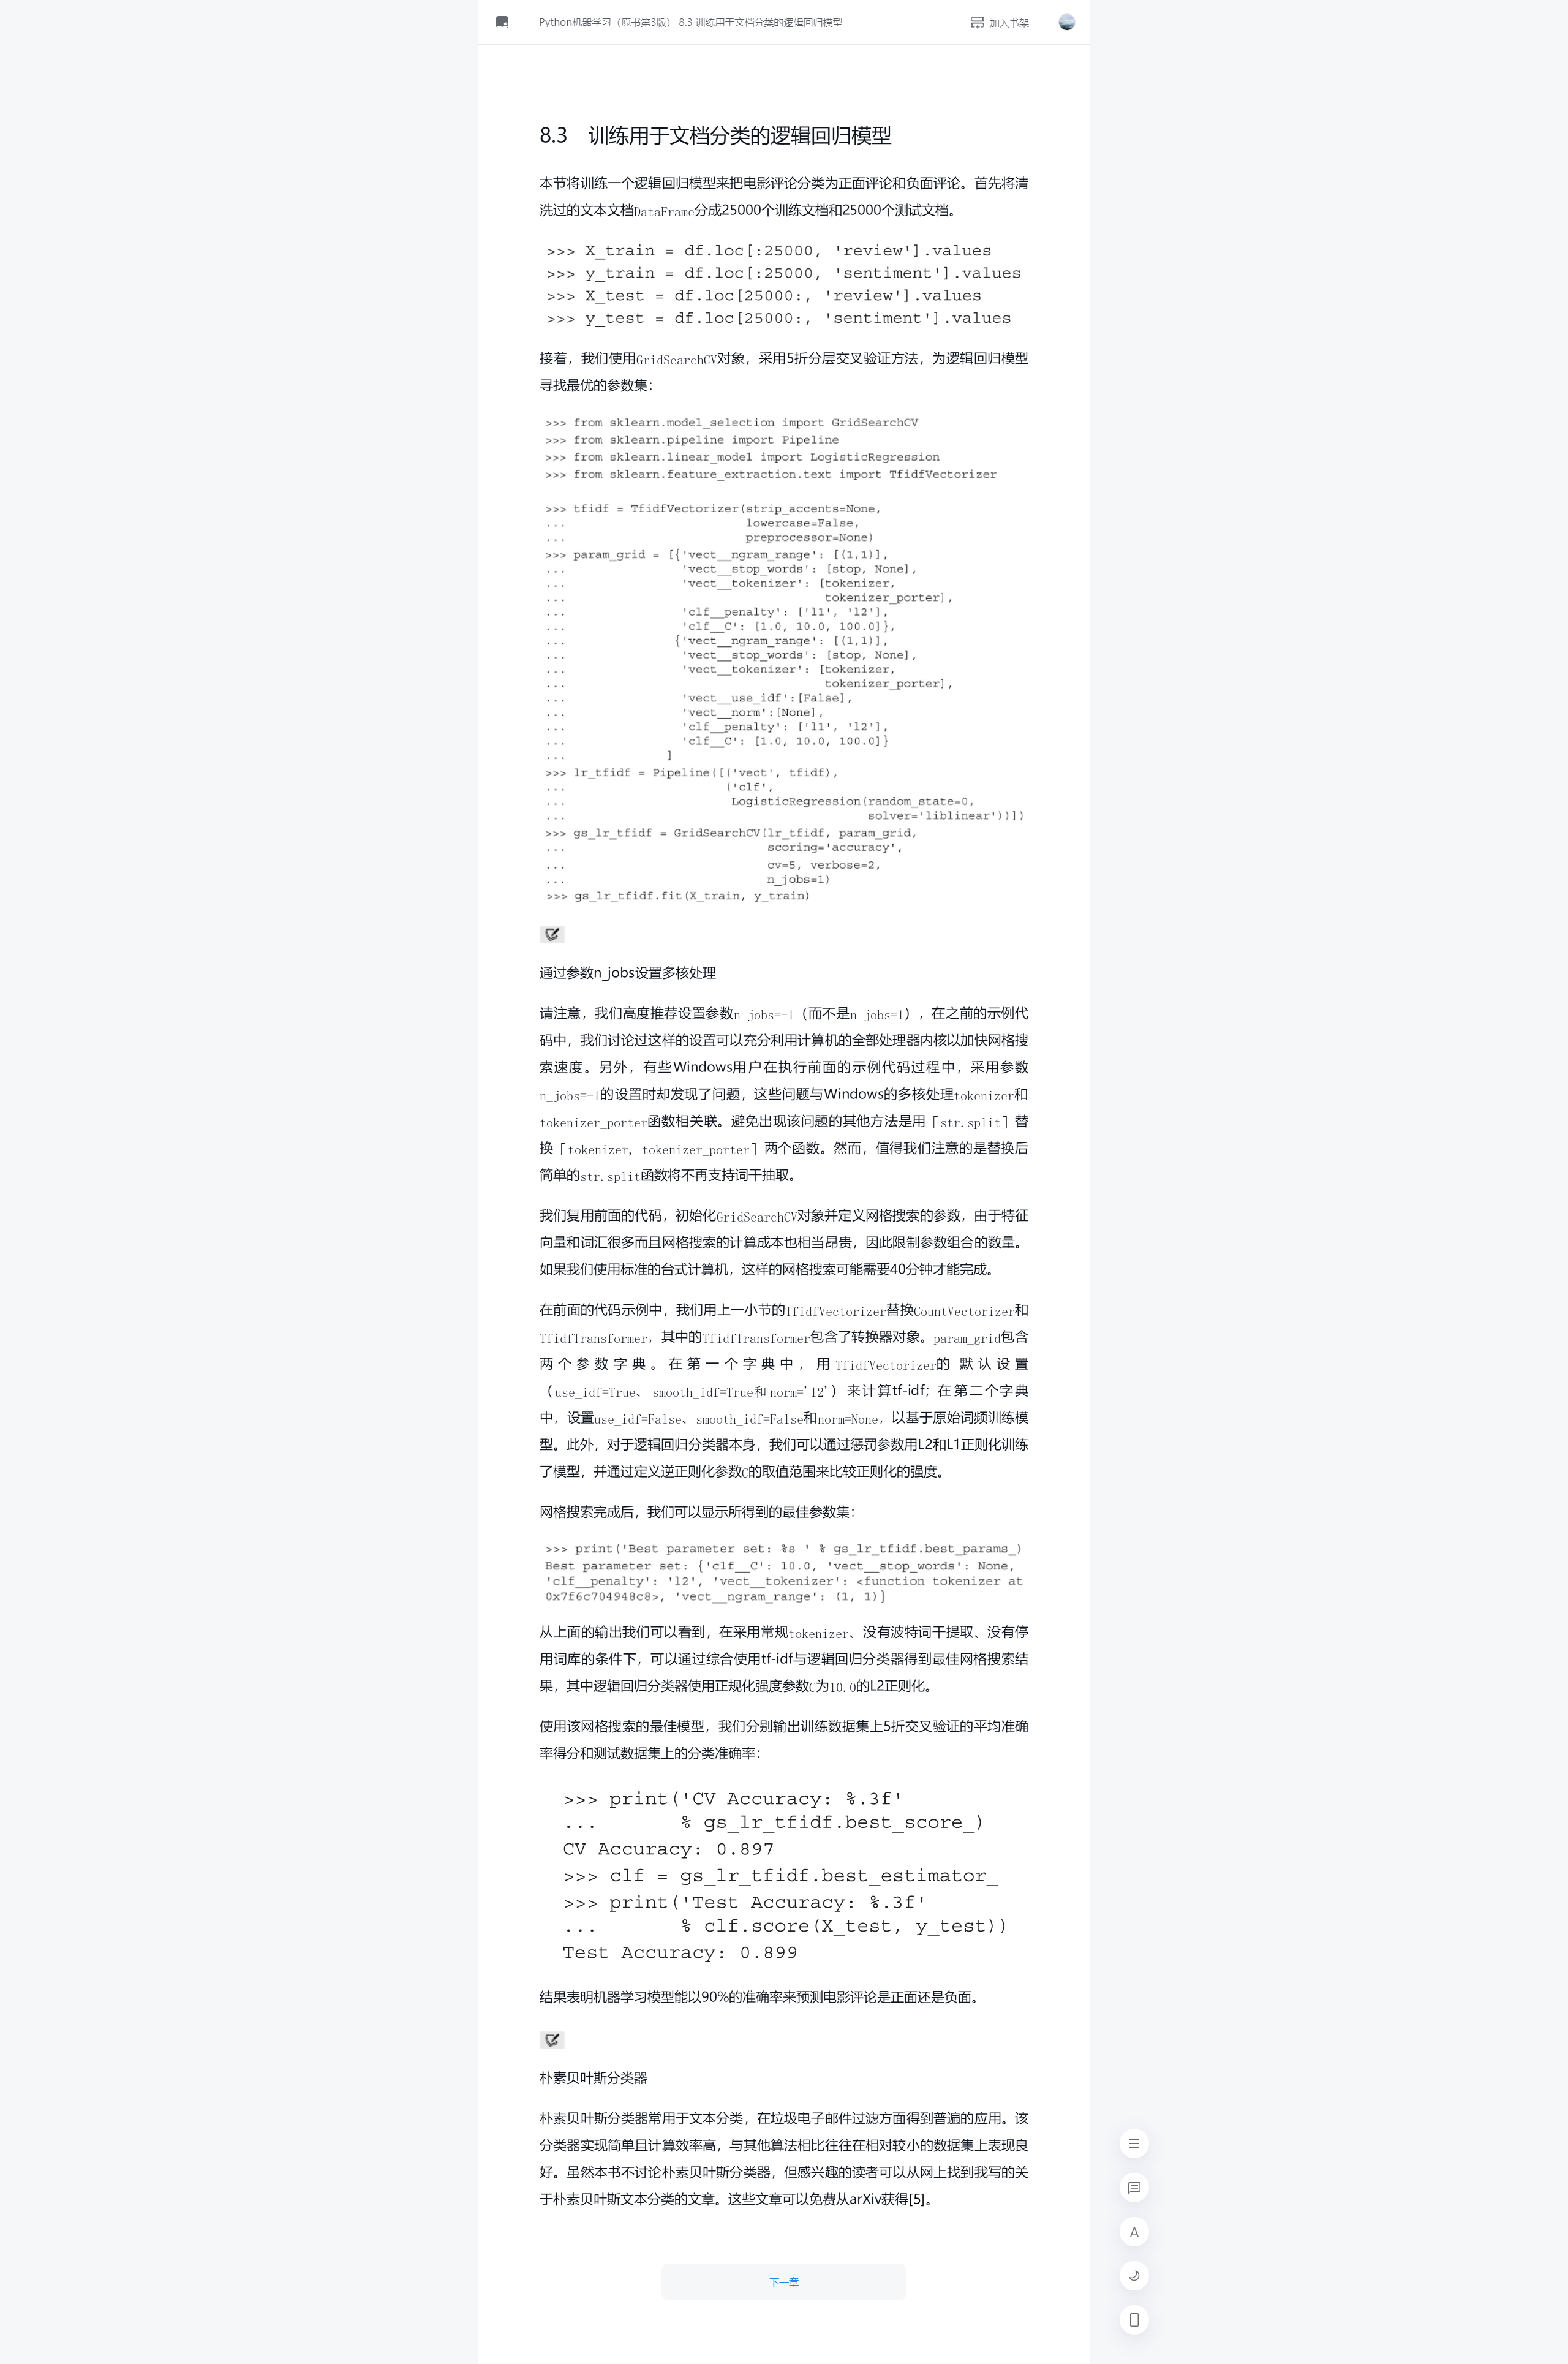 Python机器学习（原书第3版） 8.3 训练用于文档分类的逻辑回归模型
加入书架
8.3 训练用于文档分类的逻辑回归模型
本节将训练一个逻辑回归模型来把电影评论分类为正面评论和负面评论。首先将清
洗过的文本文档DataFrame分成25000个训练文档和25000个测试文档。
>>> X_train = df.loc[:25000, 'review'].values
>>> y_train = df.loc[:25000, 'sentiment'].values
>>> X_test = df.loc[25000:, 'review'].values
>>> y_test = df.loc[25000:, 'sentiment'].values
接着，我们使用GridSearchCV对象，采用5折分层交叉验证方法，为逻辑回归模型
寻找最优的参数集：
>>> from sklearn.model_selection import GridSearchCV
>>> from sklearn.pipeline import Pipeline
>>> from sklearn.linear_model import LogisticRegression
>>> from sklearn.feature_extraction.text import TfidfVectorizer
>>> tfidf = TfidfVectorizer(strip_accents=None,
...                         lowercase=False,
...                         preprocessor=None)
>>> param_grid = [{'vect__ngram_range': [(1,1)],
...                'vect__stop_words': [stop, None],
...                'vect__tokenizer': [tokenizer,
...                                    tokenizer_porter],
...                'clf__penalty': ['l1', 'l2'],
...                'clf__C': [1.0, 10.0, 100.0]},
...               {'vect__ngram_range': [(1,1)],
...                'vect__stop_words': [stop, None],
...                'vect__tokenizer': [tokenizer,
...                                    tokenizer_porter],
...                'vect__use_idf':[False],
...                'vect__norm':[None],
...                'clf__penalty': ['l1', 'l2'],
...                'clf__C': [1.0, 10.0, 100.0]}
...              ]
>>> lr_tfidf = Pipeline([('vect', tfidf),
...                      ('clf',
...                       LogisticRegression(random_state=0,
...                                          solver='liblinear'))])
>>> gs_lr_tfidf = GridSearchCV(lr_tfidf, param_grid,
...                            scoring='accuracy',
...                            cv=5, verbose=2,
...                            n_jobs=1)
>>> gs_lr_tfidf.fit(X_train, y_train)
通过参数n_jobs设置多核处理
请注意，我们高度推荐设置参数n_jobs=-1（而不是n_jobs=1），在之前的示例代
码中，我们讨论过这样的设置可以充分利用计算机的全部处理器内核以加快网格搜
索速度。另外，有些Windows用户在执行前面的示例代码过程中，采用参数
n_jobs=-1的设置时却发现了问题，这些问题与Windows的多核处理tokenizer和
tokenizer_porter函数相关联。避免出现该问题的其他方法是用［str.split］替
换［tokenizer, tokenizer_porter］两个函数。然而，值得我们注意的是替换后
简单的str.split函数将不再支持词干抽取。
我们复用前面的代码，初始化GridSearchCV对象并定义网格搜索的参数，由于特征
向量和词汇很多而且网格搜索的计算成本也相当昂贵，因此限制参数组合的数量。
如果我们使用标准的台式计算机，这样的网格搜索可能需要40分钟才能完成。
在前面的代码示例中，我们用上一小节的TfidfVectorizer替换CountVectorizer和
TfidfTransformer，其中的TfidfTransformer包含了转换器对象。param_grid包含
两个参数字典。在第一个字典中，用TfidfVectorizer的默认设置
（use_idf=True、smooth_idf=True和norm='l2'）来计算tf-idf；在第二个字典
中，设置use_idf=False、smooth_idf=False和norm=None，以基于原始词频训练模
型。此外，对于逻辑回归分类器本身，我们可以通过惩罚参数用L2和L1正则化训练
了模型，并通过定义逆正则化参数C的取值范围来比较正则化的强度。
网格搜索完成后，我们可以显示所得到的最佳参数集：
>>> print('Best parameter set: %s ' % gs_lr_tfidf.best_params_)
Best parameter set: {'clf__C': 10.0, 'vect__stop_words': None,
'clf__penalty': 'l2', 'vect__tokenizer': <function tokenizer at
0x7f6c704948c8>, 'vect__ngram_range': (1, 1)}
从上面的输出我们可以看到，在采用常规tokenizer、没有波特词干提取、没有停
用词库的条件下，可以通过综合使用tf-idf与逻辑回归分类器得到最佳网格搜索结
果，其中逻辑回归分类器使用正规化强度参数C为10.0的L2正则化。
使用该网格搜索的最佳模型，我们分别输出训练数据集上5折交叉验证的平均准确
率得分和测试数据集上的分类准确率：
>>> print('CV Accuracy: %.3f'
...       % gs_lr_tfidf.best_score_)
CV Accuracy: 0.897
>>> clf = gs_lr_tfidf.best_estimator_
>>> print('Test Accuracy: %.3f'
...       % clf.score(X_test, y_test))
Test Accuracy: 0.899
结果表明机器学习模型能以90%的准确率来预测电影评论是正面还是负面。
朴素贝叶斯分类器
朴素贝叶斯分类器常用于文本分类，在垃圾电子邮件过滤方面得到普遍的应用。该
分类器实现简单且计算效率高，与其他算法相比往往在相对较小的数据集上表现良
好。虽然本书不讨论朴素贝叶斯分类器，但感兴趣的读者可以从网上找到我写的关
于朴素贝叶斯文本分类的文章。这些文章可以免费从arXiv获得[5]。
下一章
A